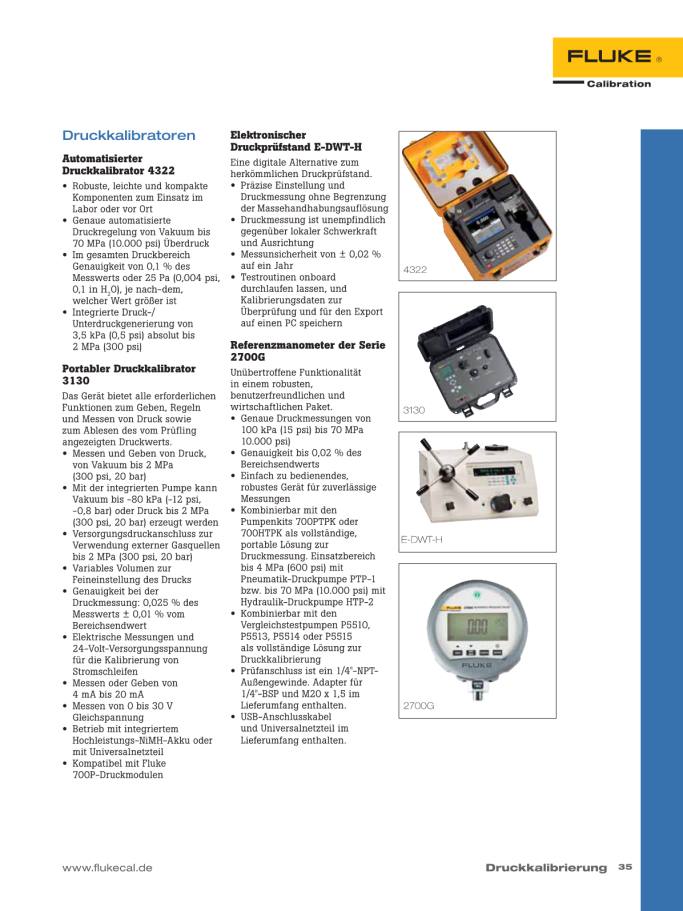 FLUKE ®
Calibration
Druckkalibratoren
Automatisierter
Druckkalibrator 4322
• Robuste, leichte und kompakte
Komponenten zum Einsatz im
Labor oder vor Ort
• Genaue automatisierte
Druckregelung von Vakuum bis
70 MPa (10.000 psi) Überdruck
• Im gesamten Druckbereich
Genauigkeit von 0,1 % des
Messwerts oder 25 Pa (0,004 psi,
0,1 in H₂O), je nach-dem,
welcher Wert größer ist
• Integrierte Druck-/
Unterdruckgenerierung von
3,5 kPa (0,5 psi) absolut bis
2 MPa (300 psi)
Portabler Druckkalibrator
3130
Das Gerät bietet alle erforderlichen
Funktionen zum Geben, Regeln
und Messen von Druck sowie
zum Ablesen des vom Prüfling
angezeigten Druckwerts.
• Messen und Geben von Druck,
von Vakuum bis 2 MPa
(300 psi, 20 bar)
• Mit der integrierten Pumpe kann
Vakuum bis -80 kPa (-12 psi,
-0,8 bar) oder Druck bis 2 MPa
(300 psi, 20 bar) erzeugt werden
• Versorgungsdruckanschluss zur
Verwendung externer Gasquellen
bis 2 MPa (300 psi, 20 bar)
• Variables Volumen zur
Feineinstellung des Drucks
• Genauigkeit bei der
Druckmessung: 0,025 % des
Messwerts ± 0,01 % vom
Bereichsendwert
• Elektrische Messungen und
24-Volt-Versorgungsspannung
für die Kalibrierung von
Stromschleifen
• Messen oder Geben von
4 mA bis 20 mA
• Messen von 0 bis 30 V
Gleichspannung
• Betrieb mit integriertem
Hochleistungs-NiMH-Akku oder
mit Universalnetzteil
• Kompatibel mit Fluke
700P-Druckmodulen
Elektronischer
Druckprüfstand E-DWT-H
Eine digitale Alternative zum
herkömmlichen Druckprüfstand.
• Präzise Einstellung und
Druckmessung ohne Begrenzung
der Massehandhabungsauflösung
• Druckmessung ist unempfindlich
gegenüber lokaler Schwerkraft
und Ausrichtung
• Messunsicherheit von ± 0,02 %
auf ein Jahr
• Testroutinen onboard
durchlaufen lassen, und
Kalibrierungsdaten zur
Überprüfung und für den Export
auf einen PC speichern
Referenzmanometer der Serie
2700G
Unübertroffene Funktionalität
in einem robusten,
benutzerfreundlichen und
wirtschaftlichen Paket.
• Genaue Druckmessungen von
100 kPa (15 psi) bis 70 MPa
10.000 psi)
• Genauigkeit bis 0,02 % des
Bereichsendwerts
• Einfach zu bedienendes,
robustes Gerät für zuverlässige
Messungen
• Kombinierbar mit den
Pumpenkits 700PTPK oder
700HTPK als vollständige,
portable Lösung zur
Druckmessung. Einsatzbereich
bis 4 MPa (600 psi) mit
Pneumatik-Druckpumpe PTP-1
bzw. bis 70 MPa (10.000 psi) mit
Hydraulik-Druckpumpe HTP-2
• Kombinierbar mit den
Vergleichstestpumpen P5510,
P5513, P5514 oder P5515
als vollständige Lösung zur
Druckkalibrierung
• Prüfanschluss ist ein 1/4"-NPT-
Außengewinde. Adapter für
1/4"-BSP und M20 x 1,5 im
Lieferumfang enthalten.
• USB-Anschlusskabel
und Universalnetzteil im
Lieferumfang enthalten.
4322
3130
E-DWT-H
FLUKE
0.00
FLUKE
2700G
www.flukecal.de
Druckkalibrierung 35